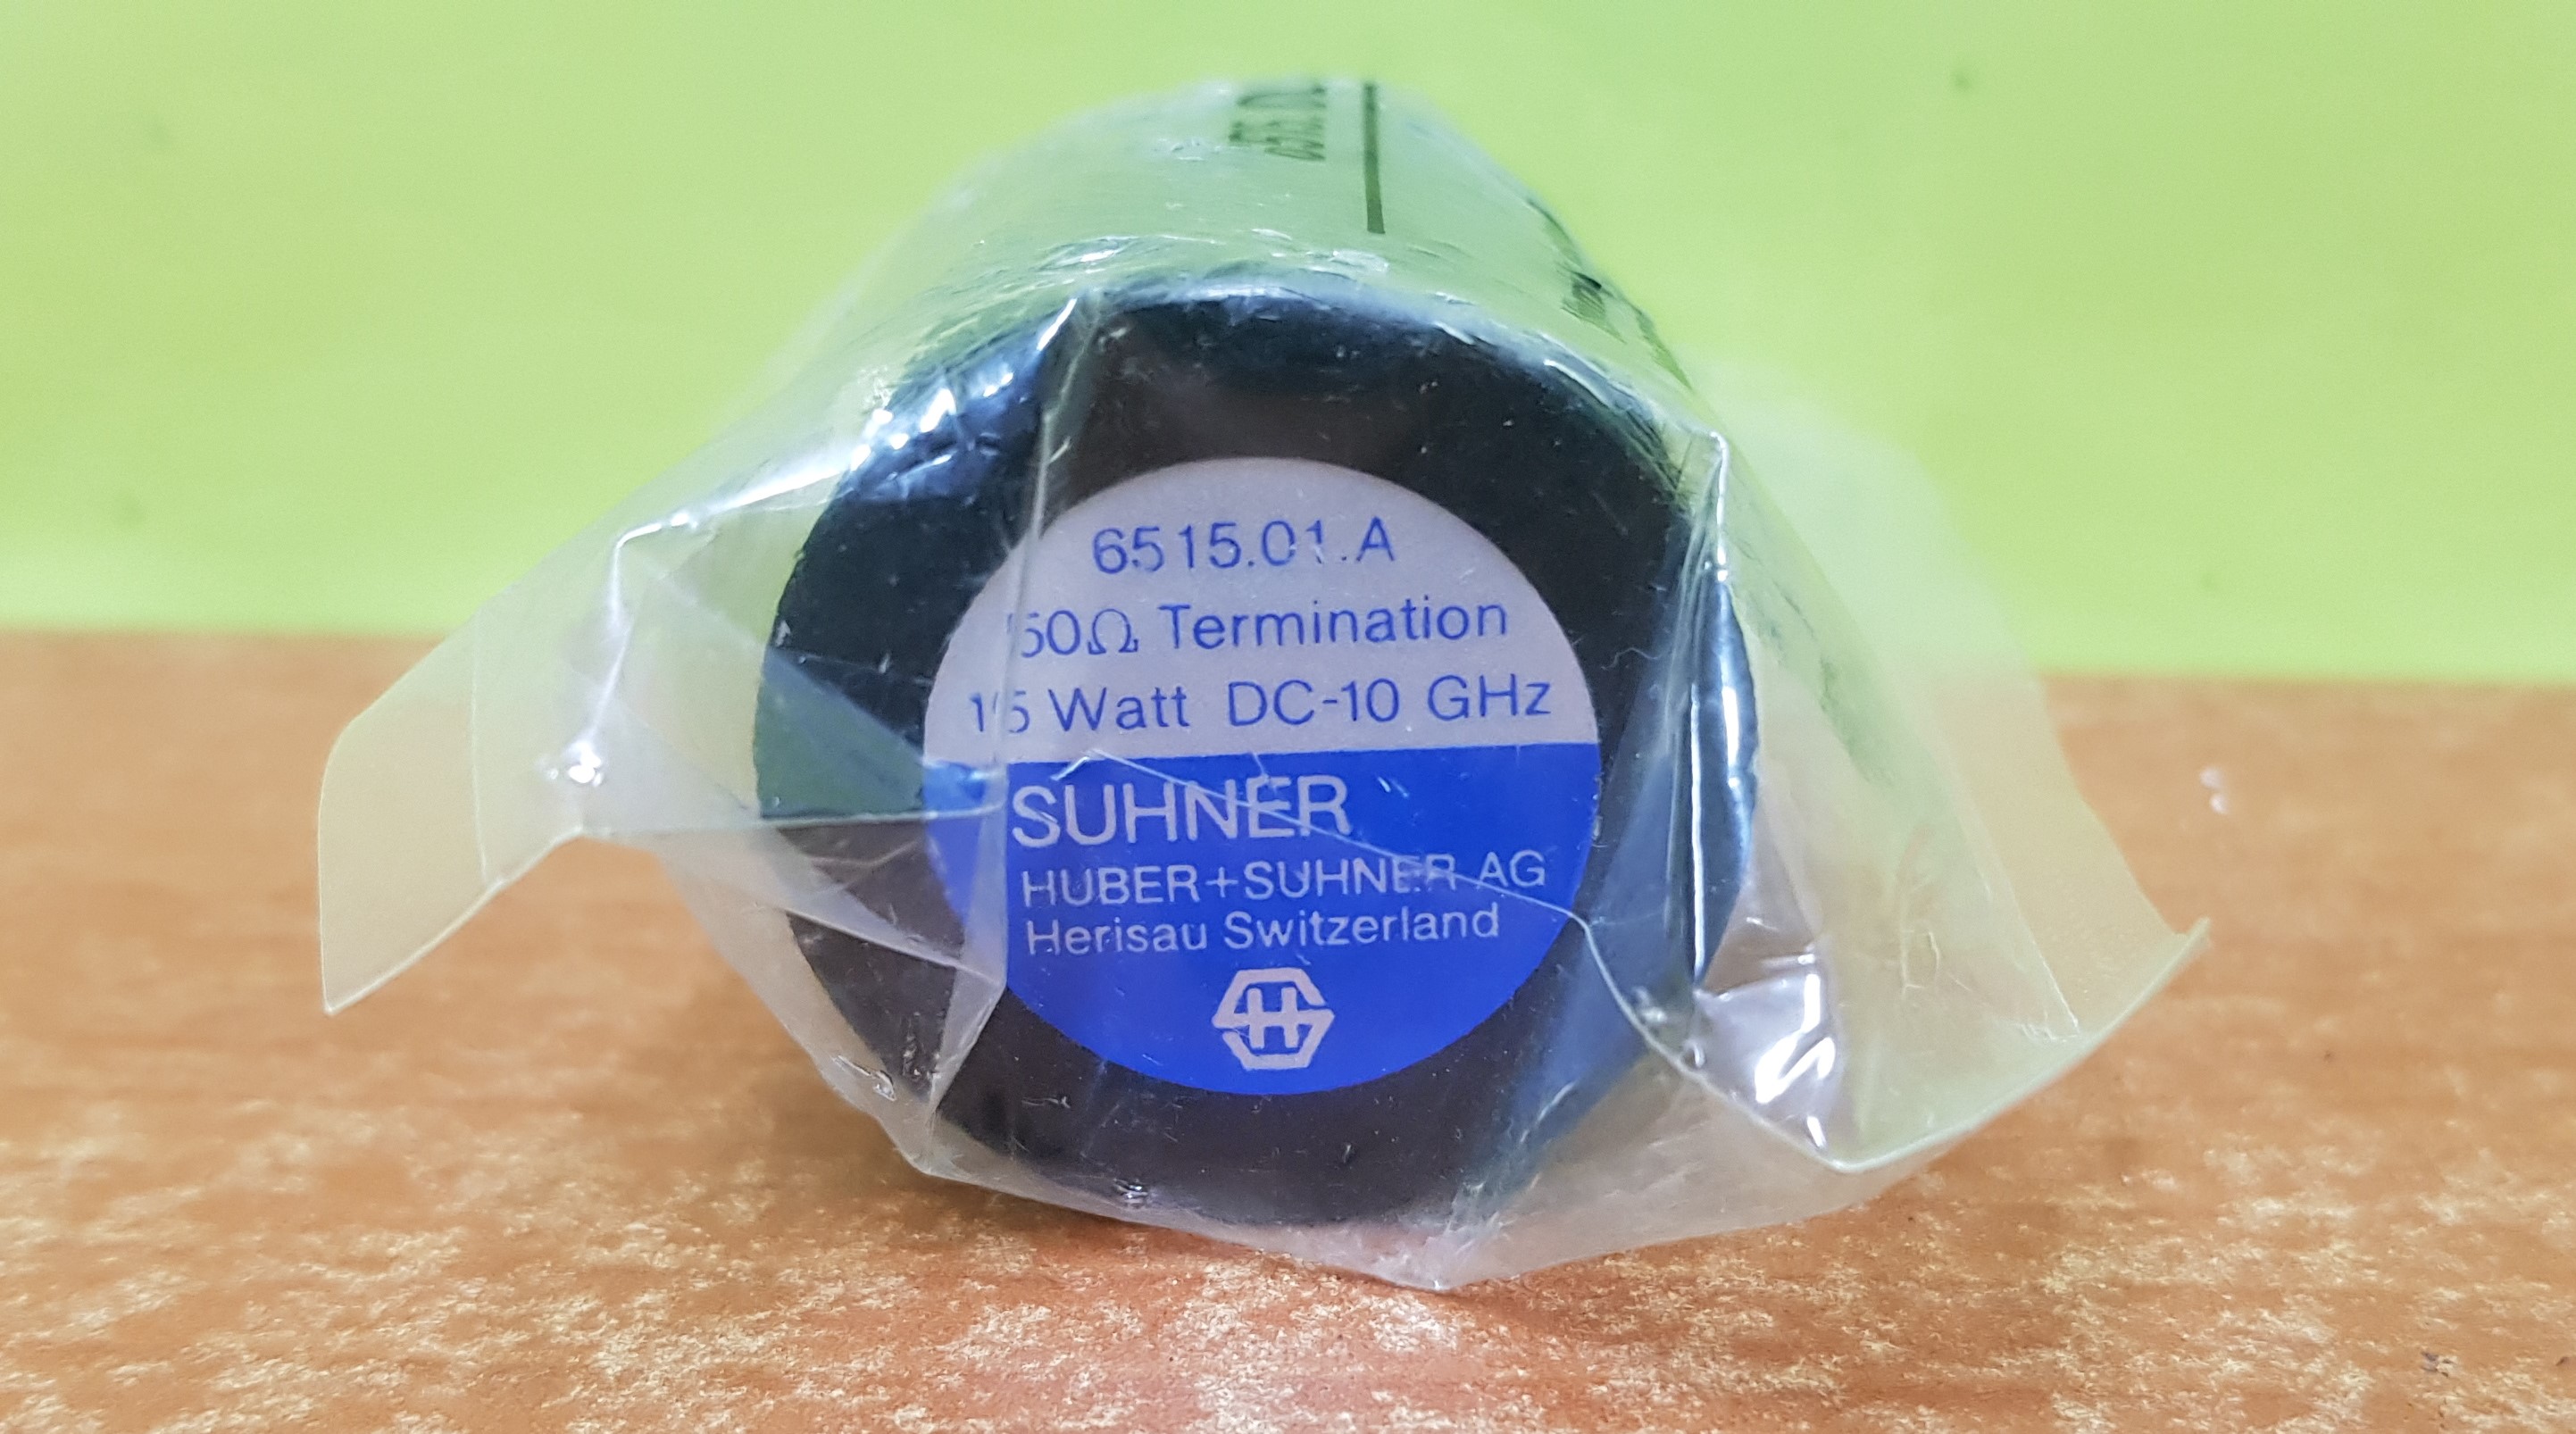 6515.01.A
50Ω Termination
15 Watt DC-10 GHz
SUHNER
HUBER+SUHNER AG
Herisau Switzerland